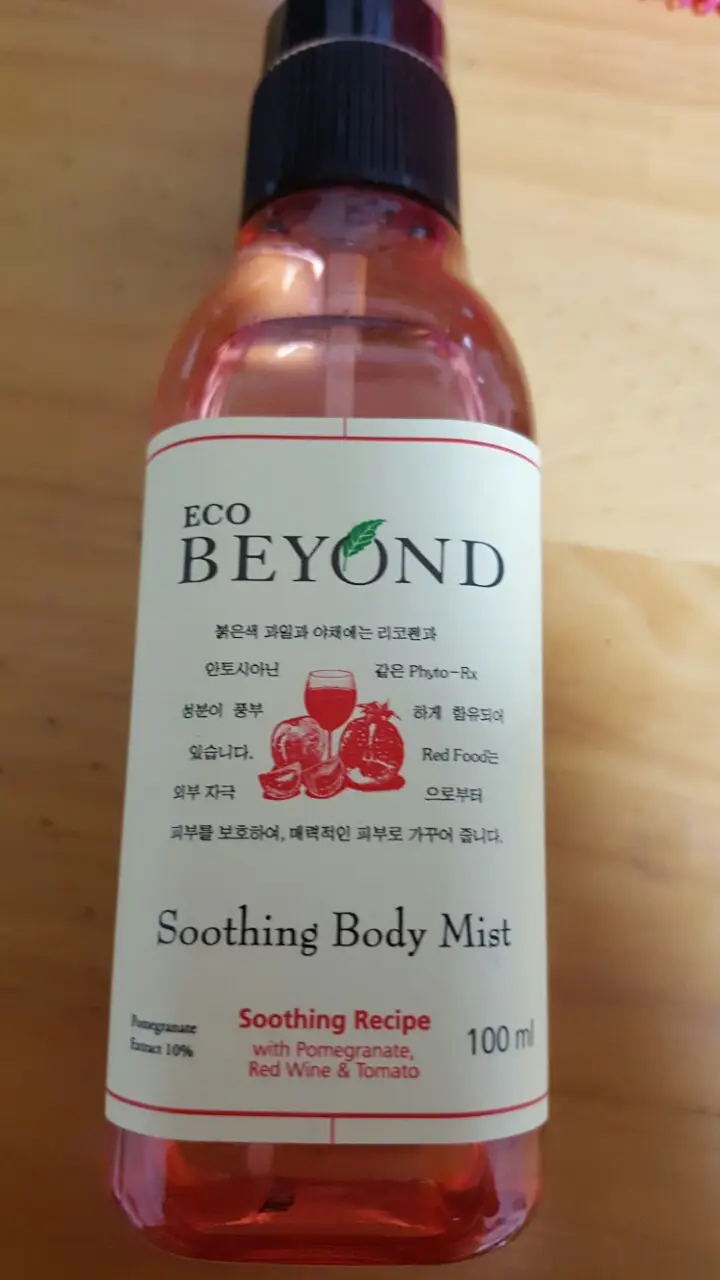 ECO
BEYOND
붉은색 과일과 야채에는 리코펜과
안토시아닌 같은 Phyto-Rx
성분이 풍부 하게 함유되어
있습니다. Red Food는
외부 자극 으로부터
피부를 보호하여, 매력적인 피부로 가꾸어 줍니다.
Soothing Body Mist
Soothing Recipe
with Pomegranate,
Red Wine & Tomato
Pomegranate
Extract 10%
100 ml